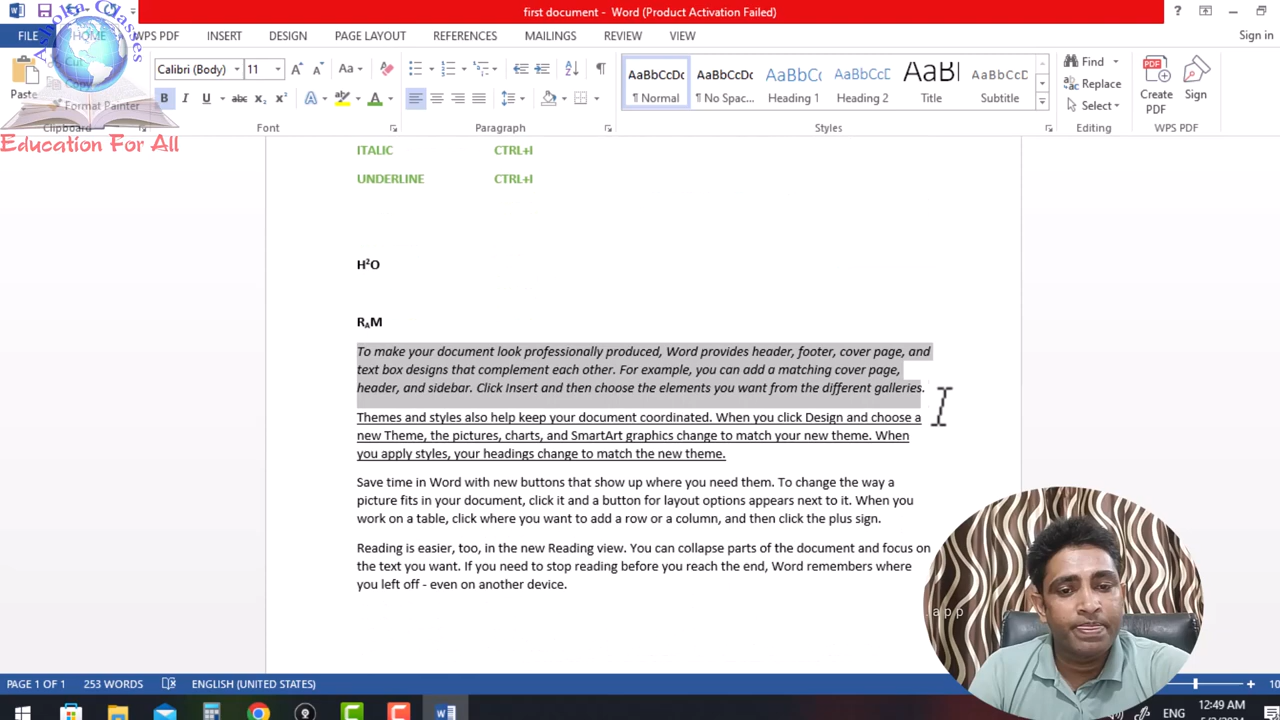 first document - Word (Product Activation Failed)
Ashoka Classes
FILE HOME WPS PDF INSERT DESIGN PAGE LAYOUT REFERENCES MAILINGS REVIEW VIEW Sign in
Paste Cut Calibri (Body) 11 AaBbCcDc AaBbCcDc AaBbCc AaBbCcC AaBl AaBbCcD Find
Copy ¶ Normal ¶ No Spac... Heading 1 Heading 2 Title Subtitle Replace Create PDF Sign
Format Painter Select
Clipboard Font Paragraph Styles Editing WPS PDF
Education For All
ITALIC CTRL+I
UNDERLINE CTRL+I
H²O
RAM
To make your document look professionally produced, Word provides header, footer, cover page, and
text box designs that complement each other. For example, you can add a matching cover page,
header, and sidebar. Click Insert and then choose the elements you want from the different galleries.
Themes and styles also help keep your document coordinated. When you click Design and choose a
new Theme, the pictures, charts, and SmartArt graphics change to match your new theme. When
you apply styles, your headings change to match the new theme.
Save time in Word with new buttons that show up where you need them. To change the way a
picture fits in your document, click it and a button for layout options appears next to it. When you
work on a table, click where you want to add a row or a column, and then click the plus sign.
Reading is easier, too, in the new Reading view. You can collapse parts of the document and focus on
the text you want. If you need to stop reading before you reach the end, Word remembers where
you left off - even on another device.
app
PAGE 1 OF 1 253 WORDS ENGLISH (UNITED STATES) 10
ENG 12:49 AM